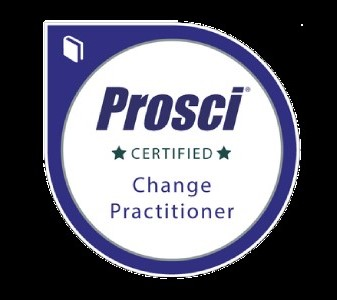 Prosci®
★ CERTIFIED ★
Change
Practitioner